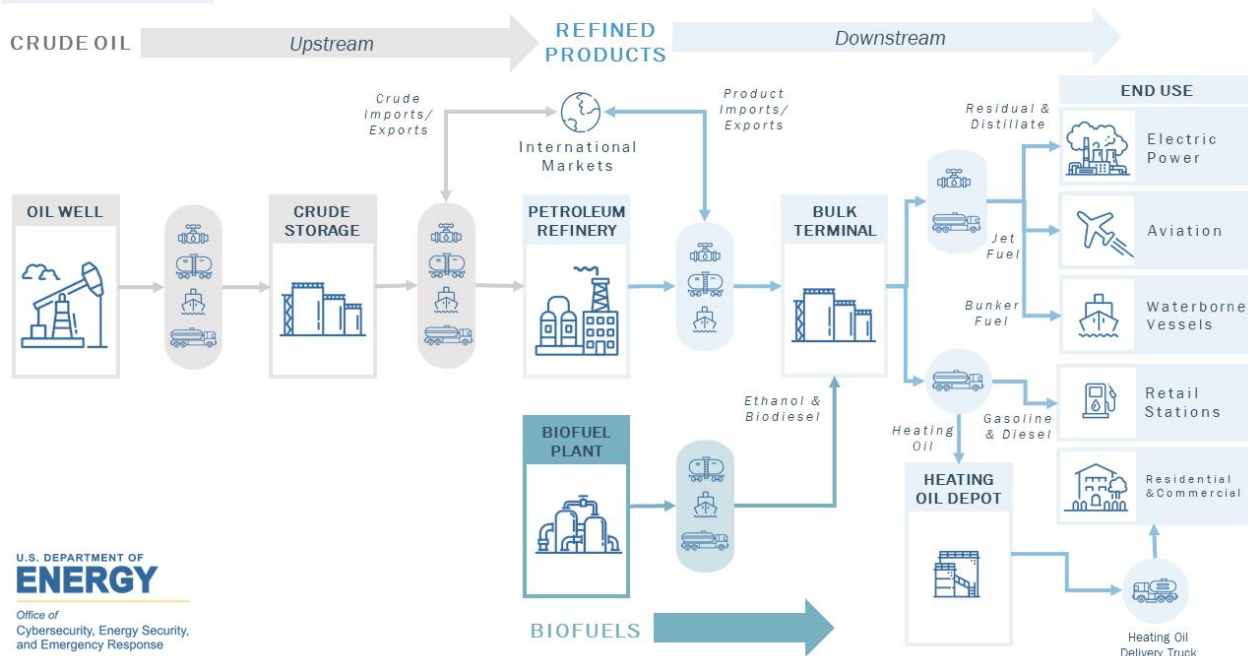 CRUDE OIL
Upstream
REFINED
PRODUCTS
Downstream
Crude
Imports/
Exports
International
Markets
Product
Imports/
Exports
Residual &
Distillate
END USE
Electric
Power
OIL WELL
CRUDE
STORAGE
PETROLEUM
REFINERY
BULK
TERMINAL
Jet
Fuel
Aviation
Bunker
Fuel
Waterborne
Vessels
Ethanol &
Biodiesel
Heating
Oil
Gasoline
& Diesel
Retail
Stations
BIOFUEL
PLANT
HEATING
OIL DEPOT
Residential
&Commercial
U.S. DEPARTMENT OF
ENERGY
Office of
Cybersecurity, Energy Security,
and Emergency Response
BIOFUELS
Heating Oil
Delivery Truck